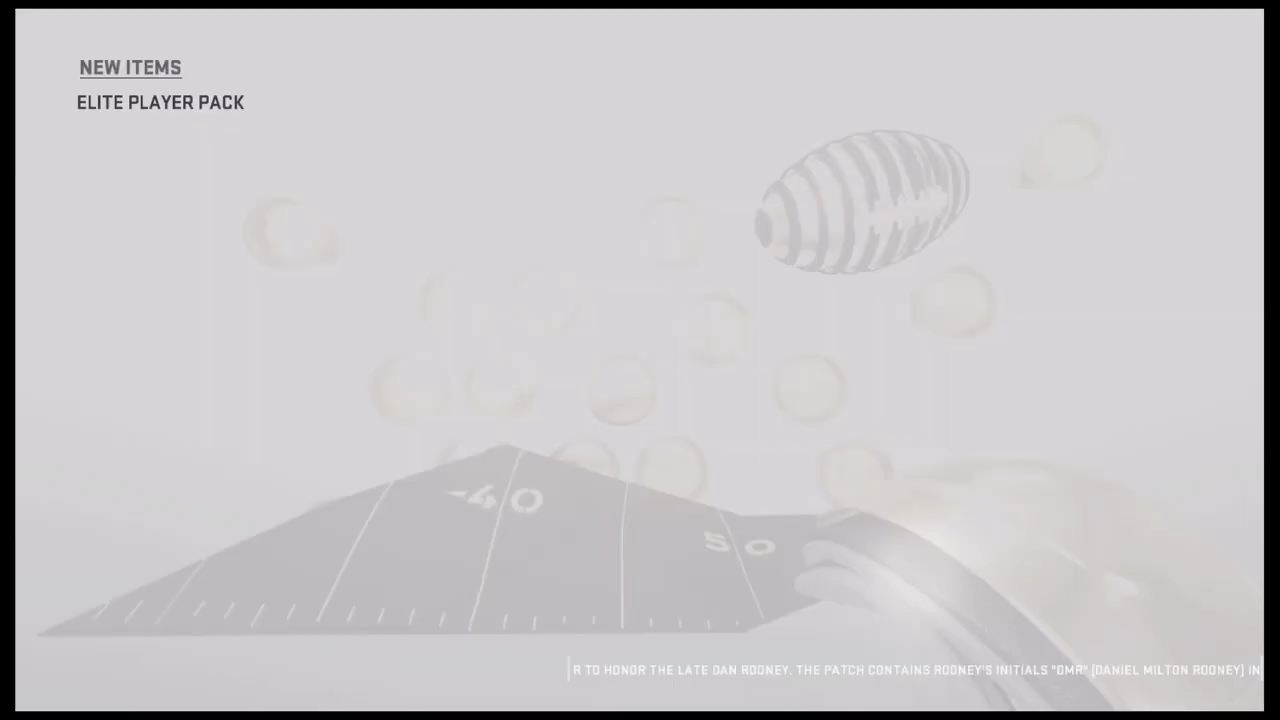 NEW ITEMS
ELITE PLAYER PACK
-40
50
R TO HONOR THE LATE DAN ROONEY. THE PATCH CONTAINS ROONEY'S INITIALS "DMR" (DANIEL MILTON ROONEY) IN